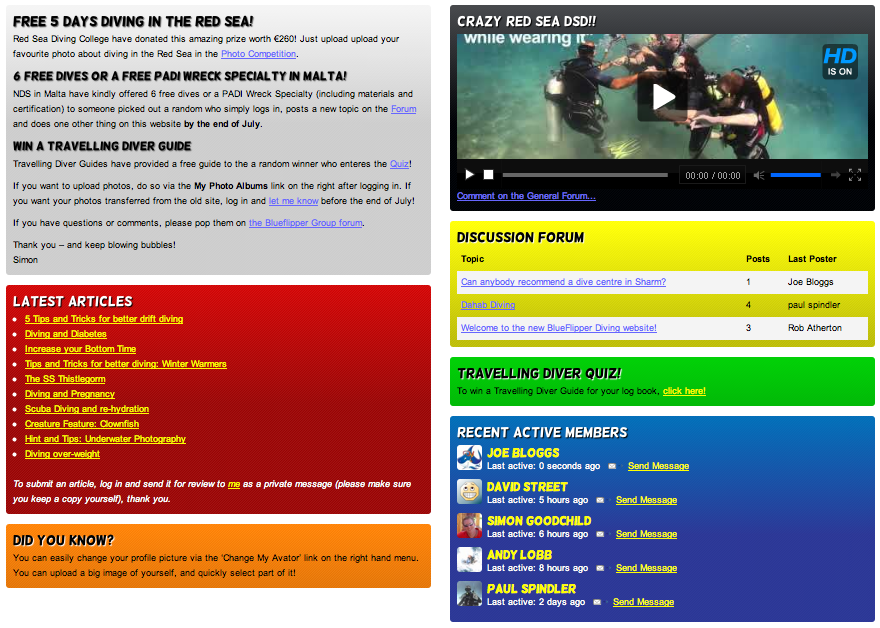 FREE 5 DAYS DIVING IN THE RED SEA!
Red Sea Diving College have donated this amazing prize worth €260! Just upload upload your
favourite photo about diving in the Red Sea in the Photo Competition.
6 FREE DIVES OR A FREE PADI WRECK SPECIALTY IN MALTA!
NDS in Malta have kindly offered 6 free dives or a PADI Wreck Specialty (including materials and
certification) to someone picked out a random who simply logs in, posts a new topic on the Forum
and does one other thing on this website by the end of July.
WIN A TRAVELLING DIVER GUIDE
Travelling Diver Guides have provided a free guide to the a random winner who enteres the Quiz!
If you want to upload photos, do so via the My Photo Albums link on the right after logging in. If
you want your photos transferred from the old site, log in and let me know before the end of July!
If you have questions or comments, please pop them on the Blueflipper Group forum.
Thank you – and keep blowing bubbles!
Simon
LATEST ARTICLES
5 Tips and Tricks for better drift diving
Diving and Diabetes
Increase your Bottom Time
Tips and Tricks for better diving: Winter Warmers
The SS Thistlegorm
Diving and Pregnancy
Scuba Diving and re-hydration
Creature Feature: Clownfish
Hint and Tips: Underwater Photography
Diving over-weight
To submit an article, log in and send it for review to me as a private message (please make sure
you keep a copy yourself), thank you.
DID YOU KNOW?
You can easily change your profile picture via the 'Change My Avator' link on the right hand menu.
You can upload a big image of yourself, and quickly select part of it!
CRAZY RED SEA DSD!!
while wearing it"
HD
IS ON
00:00 / 00:00
Comment on the General Forum...
DISCUSSION FORUM
Topic Posts Last Poster
Can anybody recommend a dive centre in Sharm? 1 Joe Bloggs
Dahab Diving 4 paul spindler
Welcome to the new BlueFlipper Diving website! 3 Rob Atherton
TRAVELLING DIVER QUIZ!
To win a Travelling Diver Guide for your log book, click here!
RECENT ACTIVE MEMBERS
JOE BLOGGS
Last active: 0 seconds ago Send Message
DAVID STREET
Last active: 5 hours ago Send Message
SIMON GOODCHILD
Last active: 6 hours ago Send Message
ANDY LOBB
Last active: 8 hours ago Send Message
PAUL SPINDLER
Last active: 2 days ago Send Message